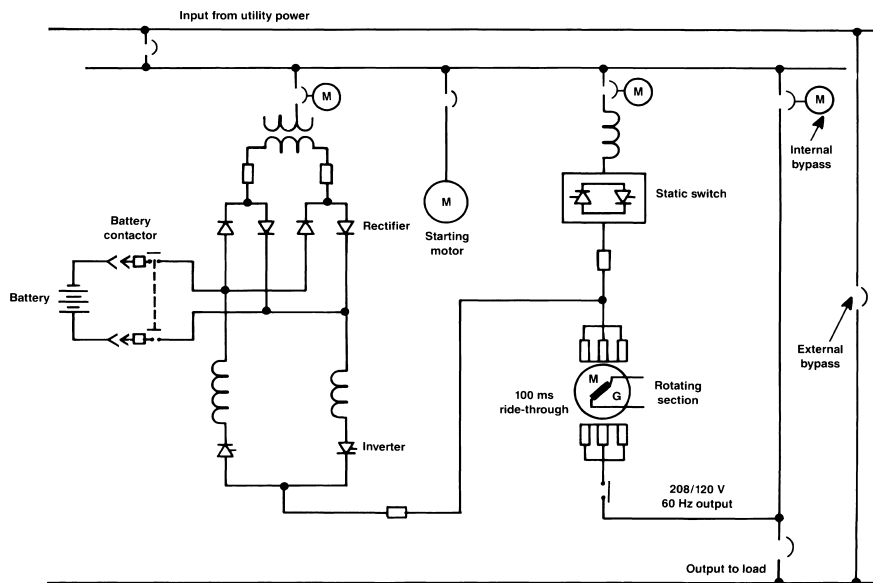 Input from utility power
M
M
M
Internal
bypass
Static switch
Battery
contactor
Rectifier
M
Starting
motor
Battery
External
bypass
M
G
100 ms
ride-through
Rotating
section
Inverter
208/120 V
60 Hz output
Output to load